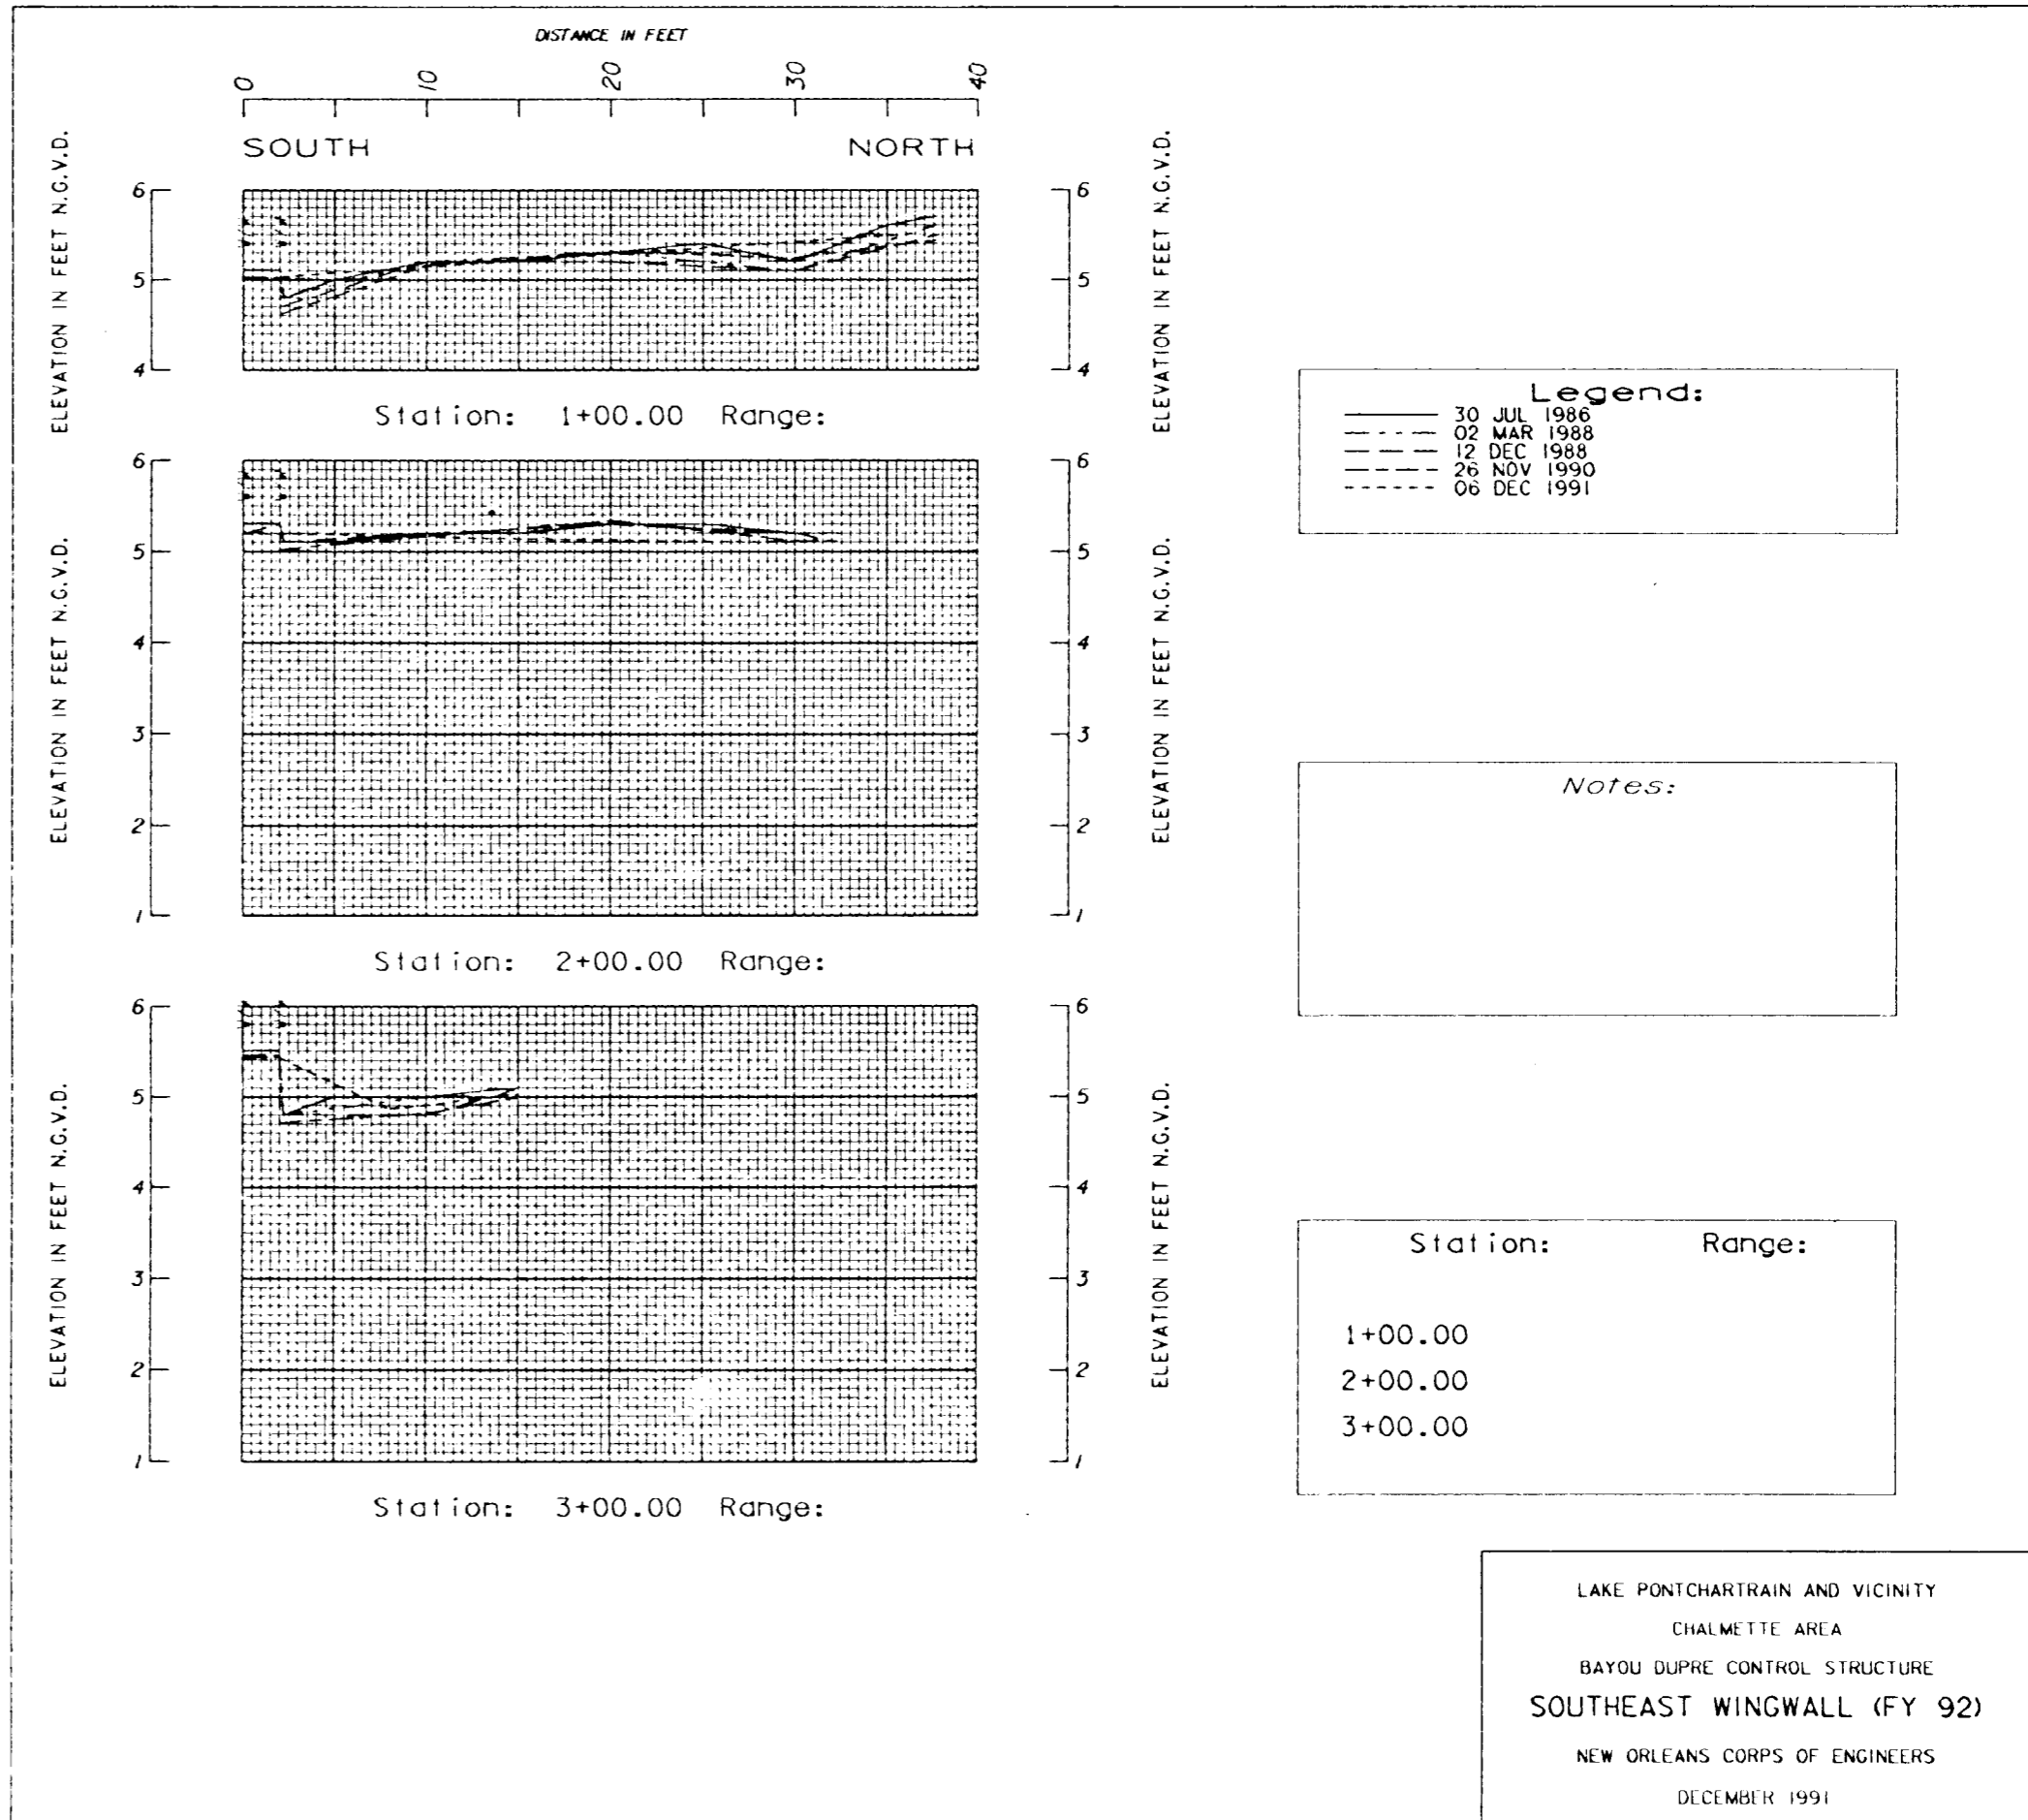 DISTANCE IN FEET
0 10 20 30 40
SOUTH NORTH
ELEVATION IN FEET N.G.V.D.
6
5
4
6
5
4
ELEVATION IN FEET N.G.V.D.
Station: 1+00.00 Range:
ELEVATION IN FEET N.G.V.D.
6
5
4
3
2
1
6
5
4
3
2
1
ELEVATION IN FEET N.G.V.D.
Station: 2+00.00 Range:
ELEVATION IN FEET N.G.V.D.
6
5
4
3
2
1
6
5
4
3
2
1
ELEVATION IN FEET N.G.V.D.
Station: 3+00.00 Range:
Legend:
30 JUL 1986
02 MAR 1988
12 DEC 1988
26 NOV 1990
06 DEC 1991
Notes:
Station: Range:
1+00.00
2+00.00
3+00.00
LAKE PONTCHARTRAIN AND VICINITY
CHALMETTE AREA
BAYOU DUPRE CONTROL STRUCTURE
SOUTHEAST WINGWALL (FY 92)
NEW ORLEANS CORPS OF ENGINEERS
DECEMBER 1991